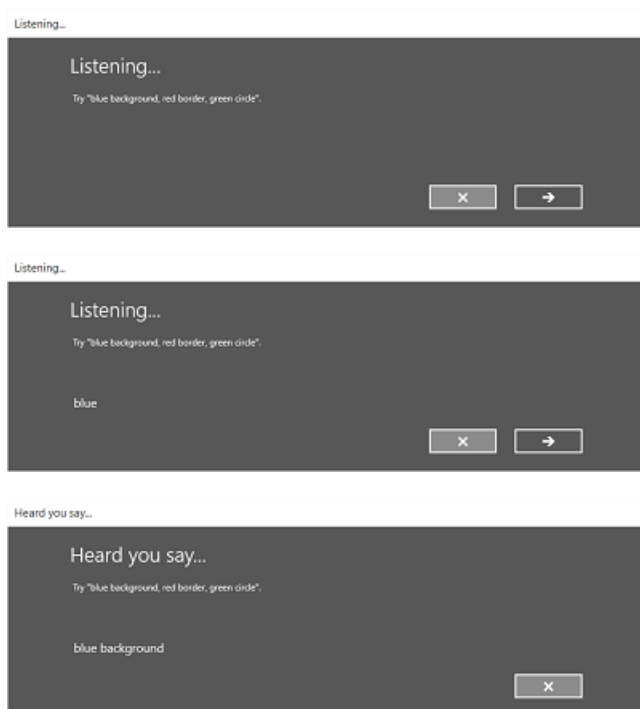 Listening...
Listening...
Try "blue background, red border, green circle".
Listening...
Listening...
Try "blue background, red border, green circle".
blue
Heard you say...
Heard you say...
Try "blue background, red border, green circle".
blue background